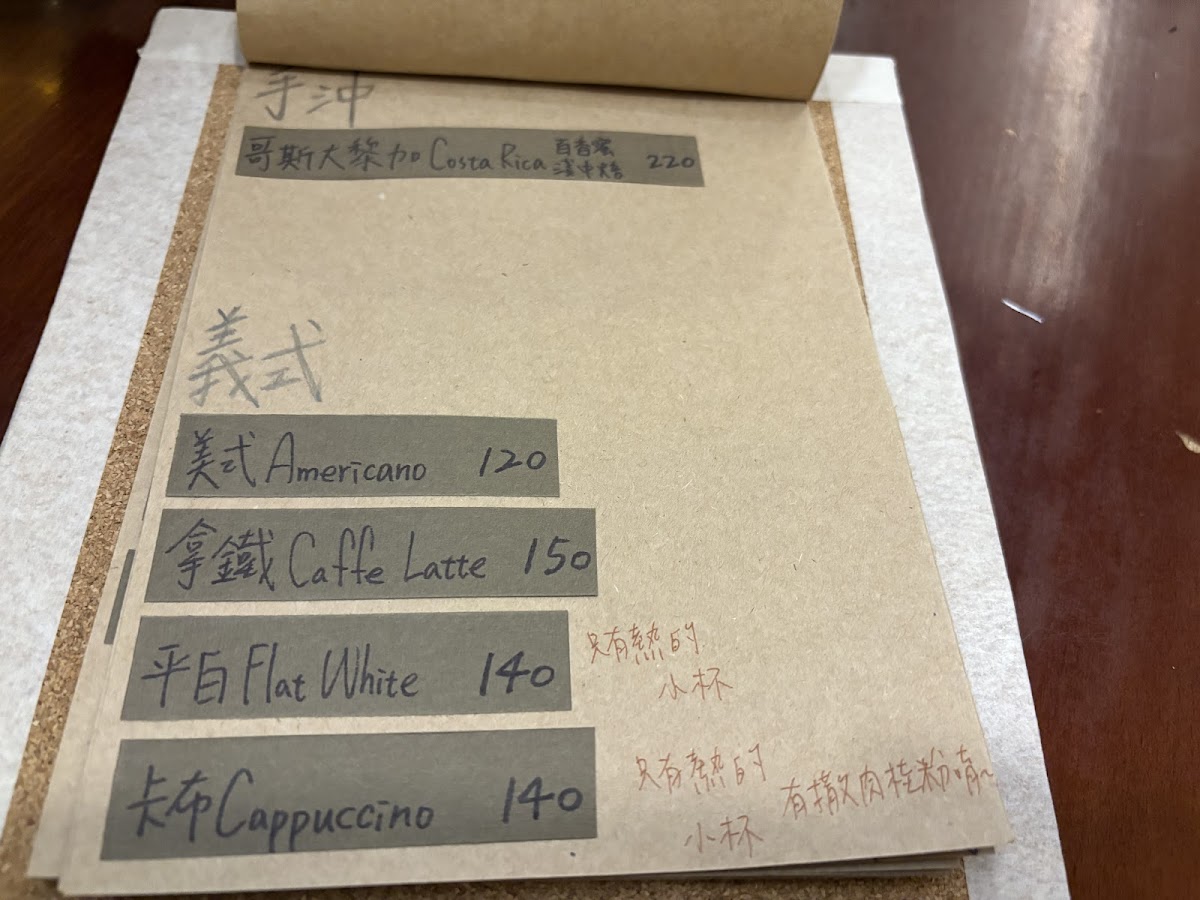 手沖
哥斯大黎加 Costa Rica 百香蜜 淺中焙 220
義式
美式 Americano 120
拿鐵 Caffe Latte 150
平白 Flat White 140
只有熱的
小杯
卡布 Cappuccino 140
只有熱的
小杯
有撒肉桂粉唷~